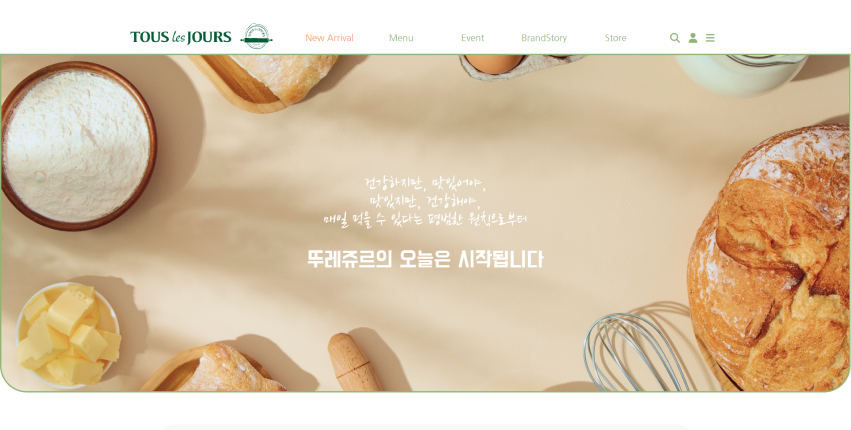 TOUS les JOURS
New Arrival
Menu
Event
BrandStory
Store
건강하지만, 맛있어야,
맛있지만, 건강해야,
매일 먹을 수 있다는 평범한 원칙으로부터
뚜레쥬르의 오늘은 시작됩니다